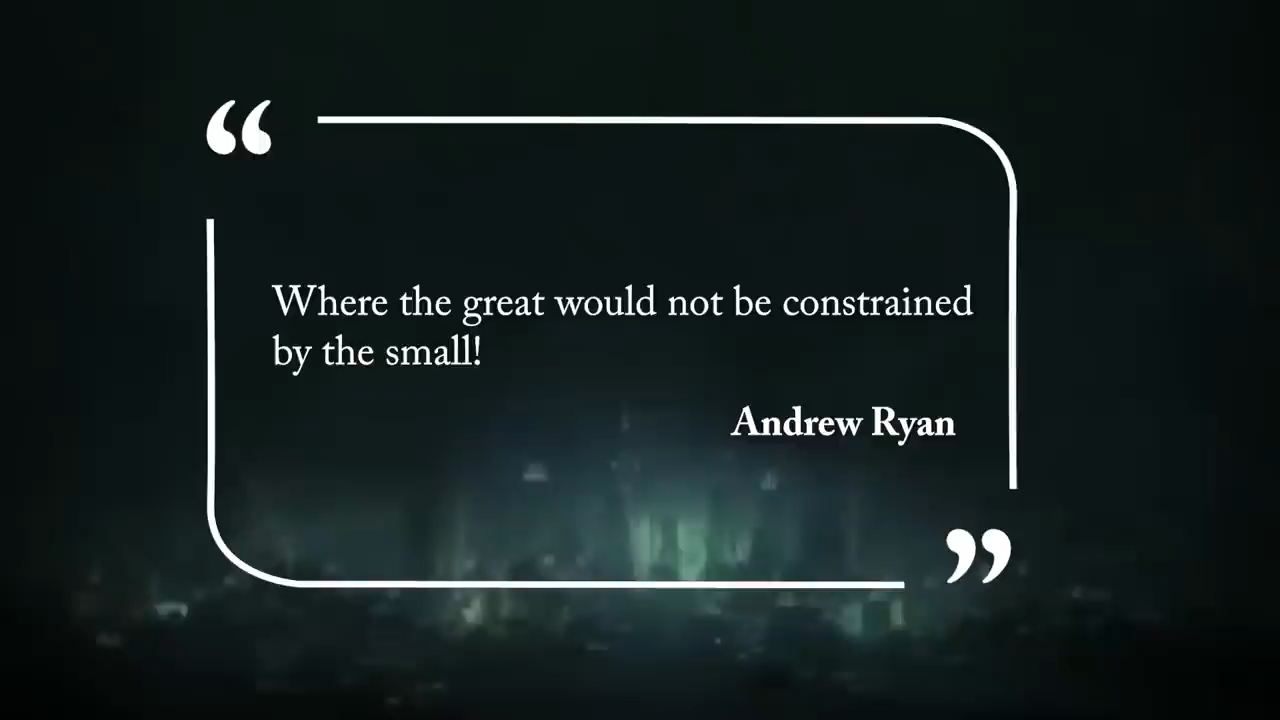 “
Where the great would not be constrained
by the small!
Andrew Ryan
”